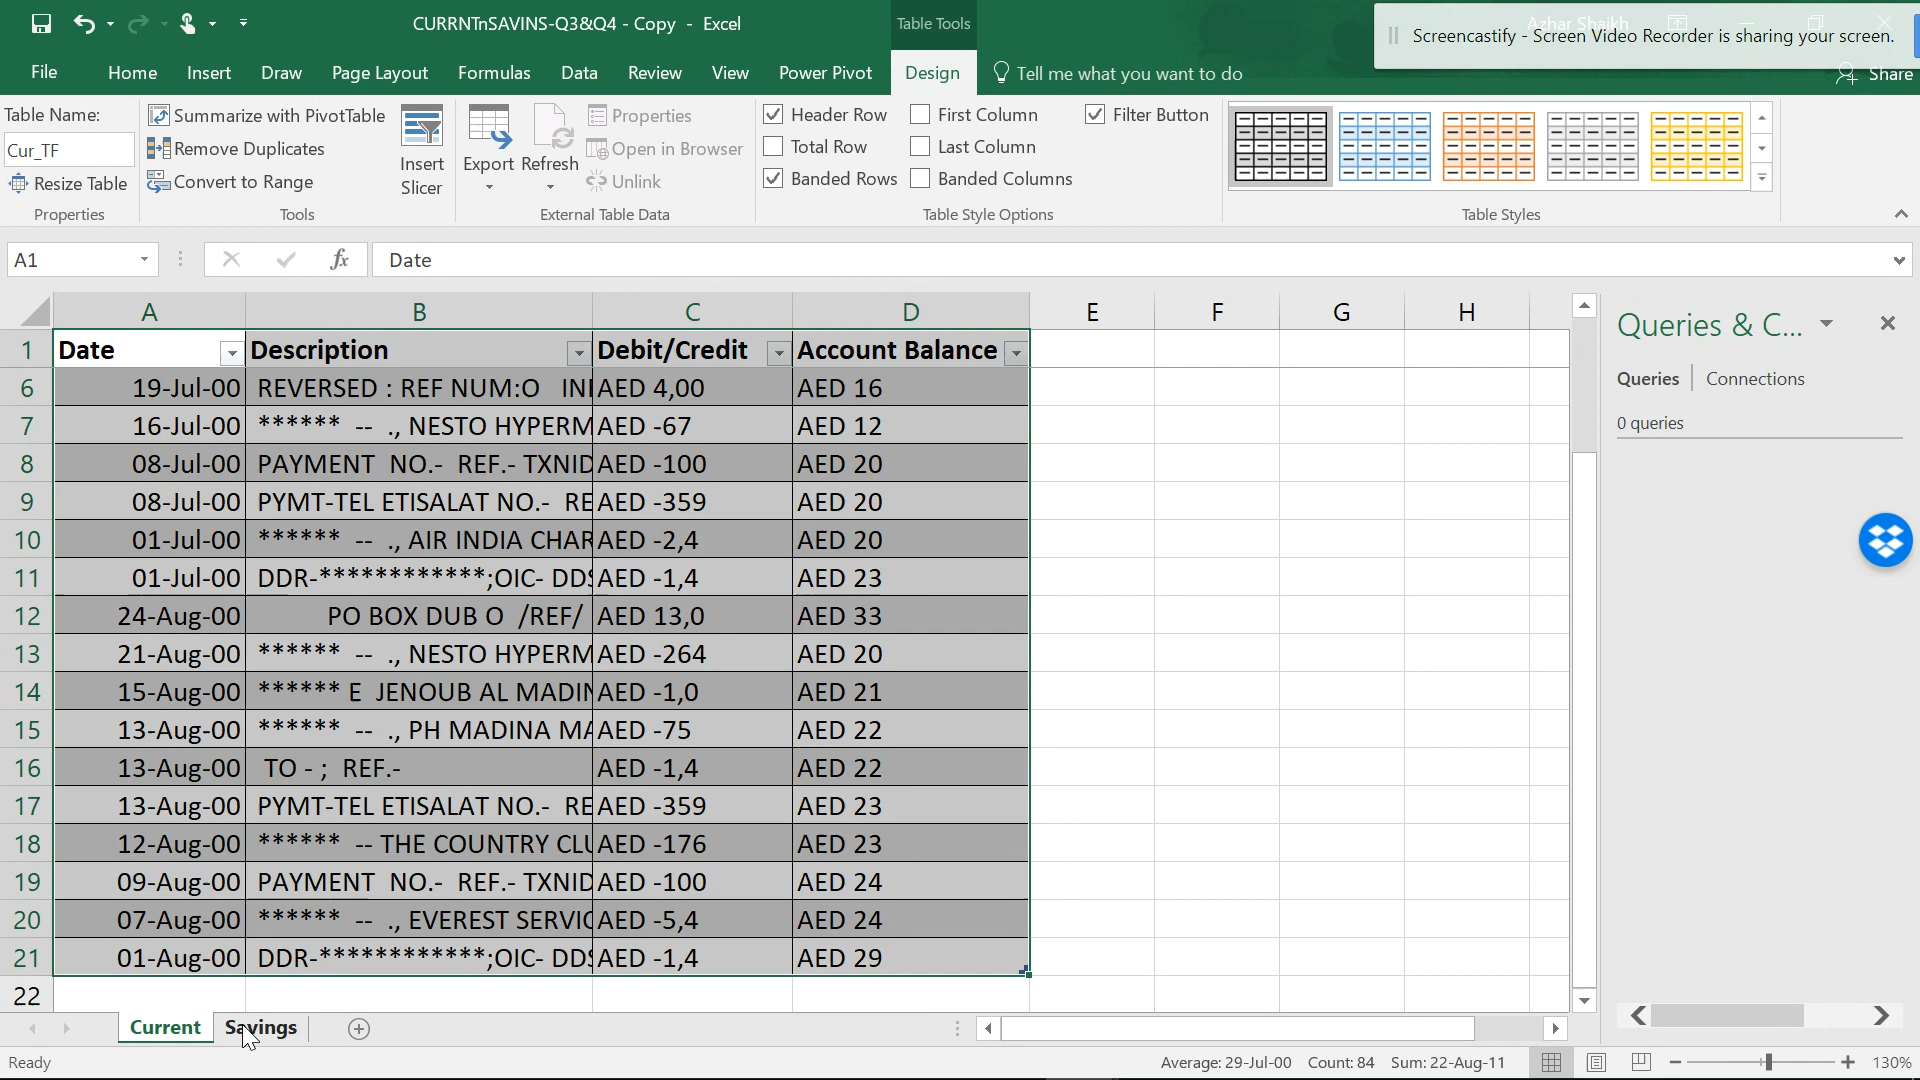 CURRNTnSAVINS-Q3&Q4 - Copy - Excel
Table Tools
Azhar Shaikh
Screencastify - Screen Video Recorder is sharing your screen.
File Home Insert Draw Page Layout Formulas Data Review View Power Pivot Design Tell me what you want to do Share
Table Name:
Cur_TF
Resize Table
Properties
Summarize with PivotTable
Remove Duplicates
Convert to Range
Tools
Insert
Slicer
Export
Refresh
Properties
Open in Browser
Unlink
External Table Data
Header Row First Column Filter Button
Total Row Last Column
Banded Rows Banded Columns
Table Style Options
Table Styles
A1 fx Date
A B C D E F G H
1 Date Description Debit/Credit Account Balance
6 19-Jul-00 REVERSED : REF NUM:O INI AED 4,00 AED 16
7 16-Jul-00 ****** -- ., NESTO HYPERM AED -67 AED 12
8 08-Jul-00 PAYMENT NO.- REF.- TXNID AED -100 AED 20
9 08-Jul-00 PYMT-TEL ETISALAT NO.- RE AED -359 AED 20
10 01-Jul-00 ****** -- ., AIR INDIA CHAR AED -2,4 AED 20
11 01-Jul-00 DDR-************;OIC- DDS AED -1,4 AED 23
12 24-Aug-00 PO BOX DUB O /REF/ AED 13,0 AED 33
13 21-Aug-00 ****** -- ., NESTO HYPERM AED -264 AED 20
14 15-Aug-00 ****** E JENOUB AL MADIN AED -1,0 AED 21
15 13-Aug-00 ****** -- ., PH MADINA MA AED -75 AED 22
16 13-Aug-00 TO - ; REF.- AED -1,4 AED 22
17 13-Aug-00 PYMT-TEL ETISALAT NO.- RE AED -359 AED 23
18 12-Aug-00 ****** -- THE COUNTRY CLU AED -176 AED 23
19 09-Aug-00 PAYMENT NO.- REF.- TXNID AED -100 AED 24
20 07-Aug-00 ****** -- ., EVEREST SERVIC AED -5,4 AED 24
21 01-Aug-00 DDR-************;OIC- DDS AED -1,4 AED 29
22
Queries & C...
Queries Connections
0 queries
Current Savings
Ready Average: 29-Jul-00 Count: 84 Sum: 22-Aug-11 130%